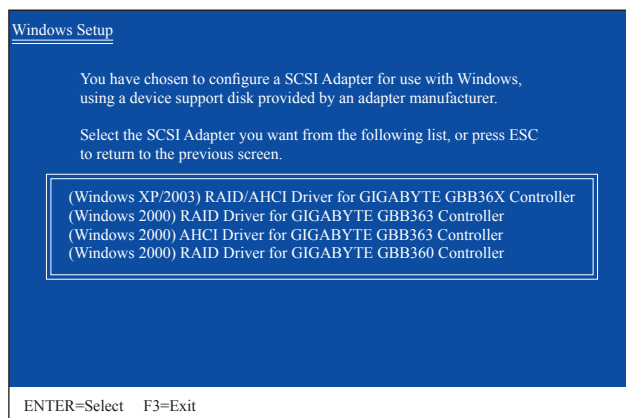 Windows Setup
You have chosen to configure a SCSI Adapter for use with Windows,
using a device support disk provided by an adapter manufacturer.
Select the SCSI Adapter you want from the following list, or press ESC
to return to the previous screen.
(Windows XP/2003) RAID/AHCI Driver for GIGABYTE GBB36X Controller
(Windows 2000) RAID Driver for GIGABYTE GBB363 Controller
(Windows 2000) AHCI Driver for GIGABYTE GBB363 Controller
(Windows 2000) RAID Driver for GIGABYTE GBB360 Controller
ENTER=Select F3=Exit